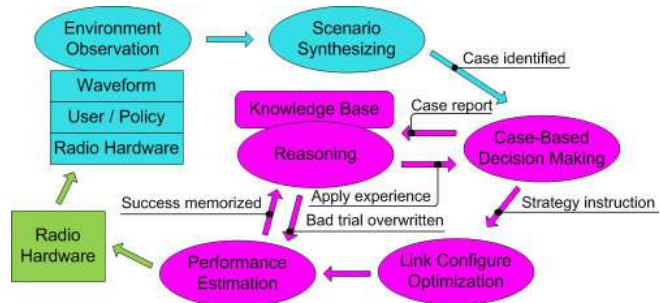 Environment
Observation
Scenario
Synthesizing
Case identified
Waveform
User / Policy
Radio Hardware
Knowledge Base
Reasoning
Case report
Case-Based
Decision Making
Apply experience
Success memorized
Bad trial overwritten
Strategy instruction
Radio
Hardware
Performance
Estimation
Link Configure
Optimization